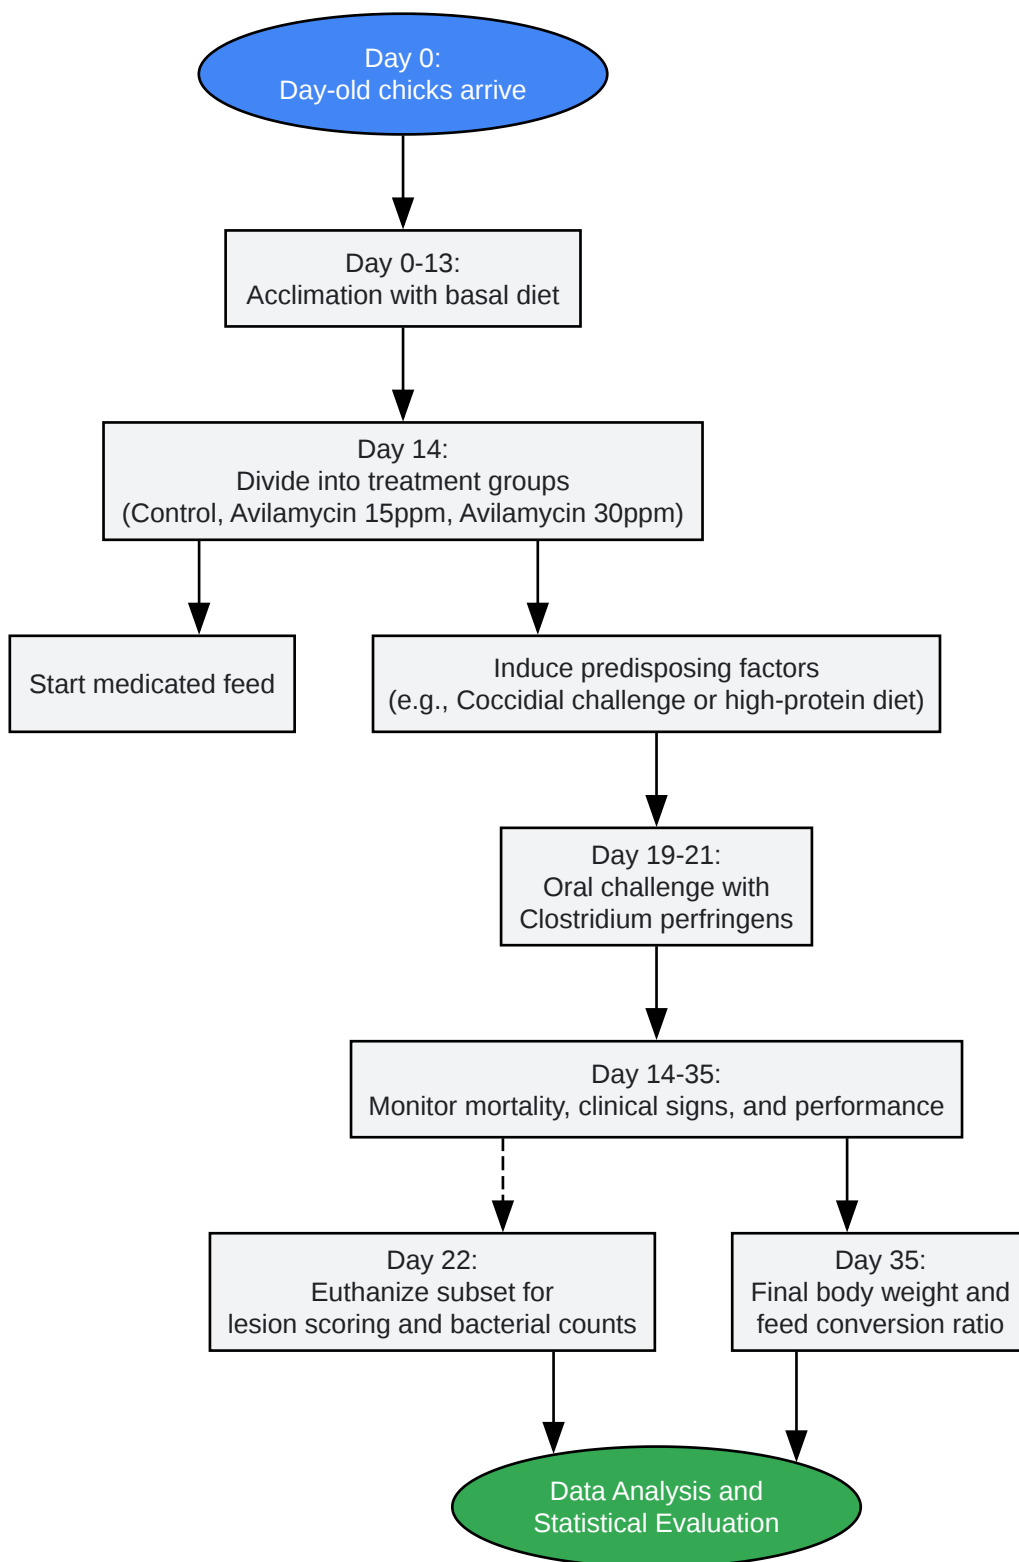 Day 0:
Day-old chicks arrive
Day 0-13:
Acclimation with basal diet
Day 14:
Divide into treatment groups
(Control, Avilamycin 15ppm, Avilamycin 30ppm)
Start medicated feed
Induce predisposing factors
(e.g., Coccidial challenge or high-protein diet)
Day 19-21:
Oral challenge with
Clostridium perfringens
Day 14-35:
Monitor mortality, clinical signs, and performance
Day 22:
Euthanize subset for
lesion scoring and bacterial counts
Day 35:
Final body weight and
feed conversion ratio
Data Analysis and
Statistical Evaluation